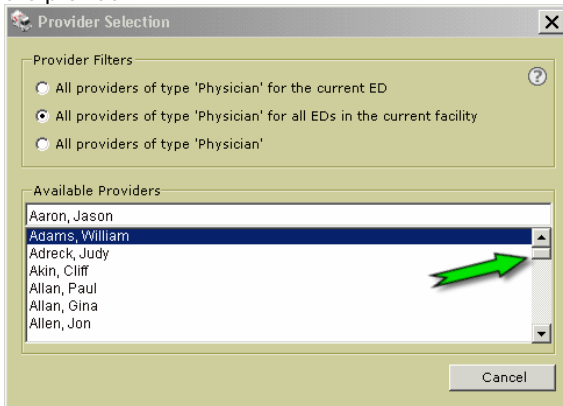 Provider Selection
Provider Filters
?
All providers of type 'Physician' for the current ED
All providers of type 'Physician' for all EDs in the current facility
All providers of type 'Physician'
Available Providers
Aaron, Jason
Adams, William
Adreck, Judy
Akin, Cliff
Allan, Paul
Allan, Gina
Allen, Jon
Cancel